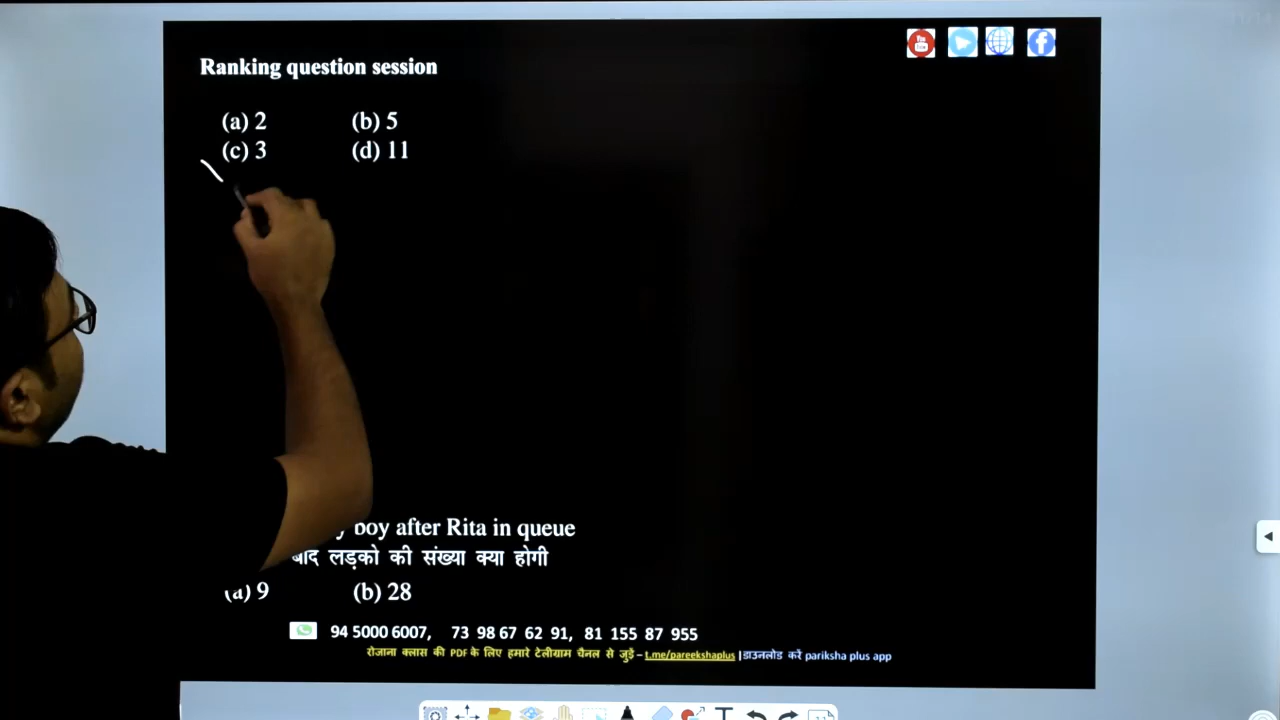 Ranking question session
(a) 2 (b) 5
(c) 3 (d) 11
boy after Rita in queue
बाद लड़को की संख्या क्या होगी
(a) 9 (b) 28
94 5000 6007, 73 98 67 62 91, 81 155 87 955
रोजाना क्लास की PDF के लिए हमारे टेलीग्राम चैनल से जुड़ें – t.me/pareekshaplus | डाउनलोड करें pariksha plus app